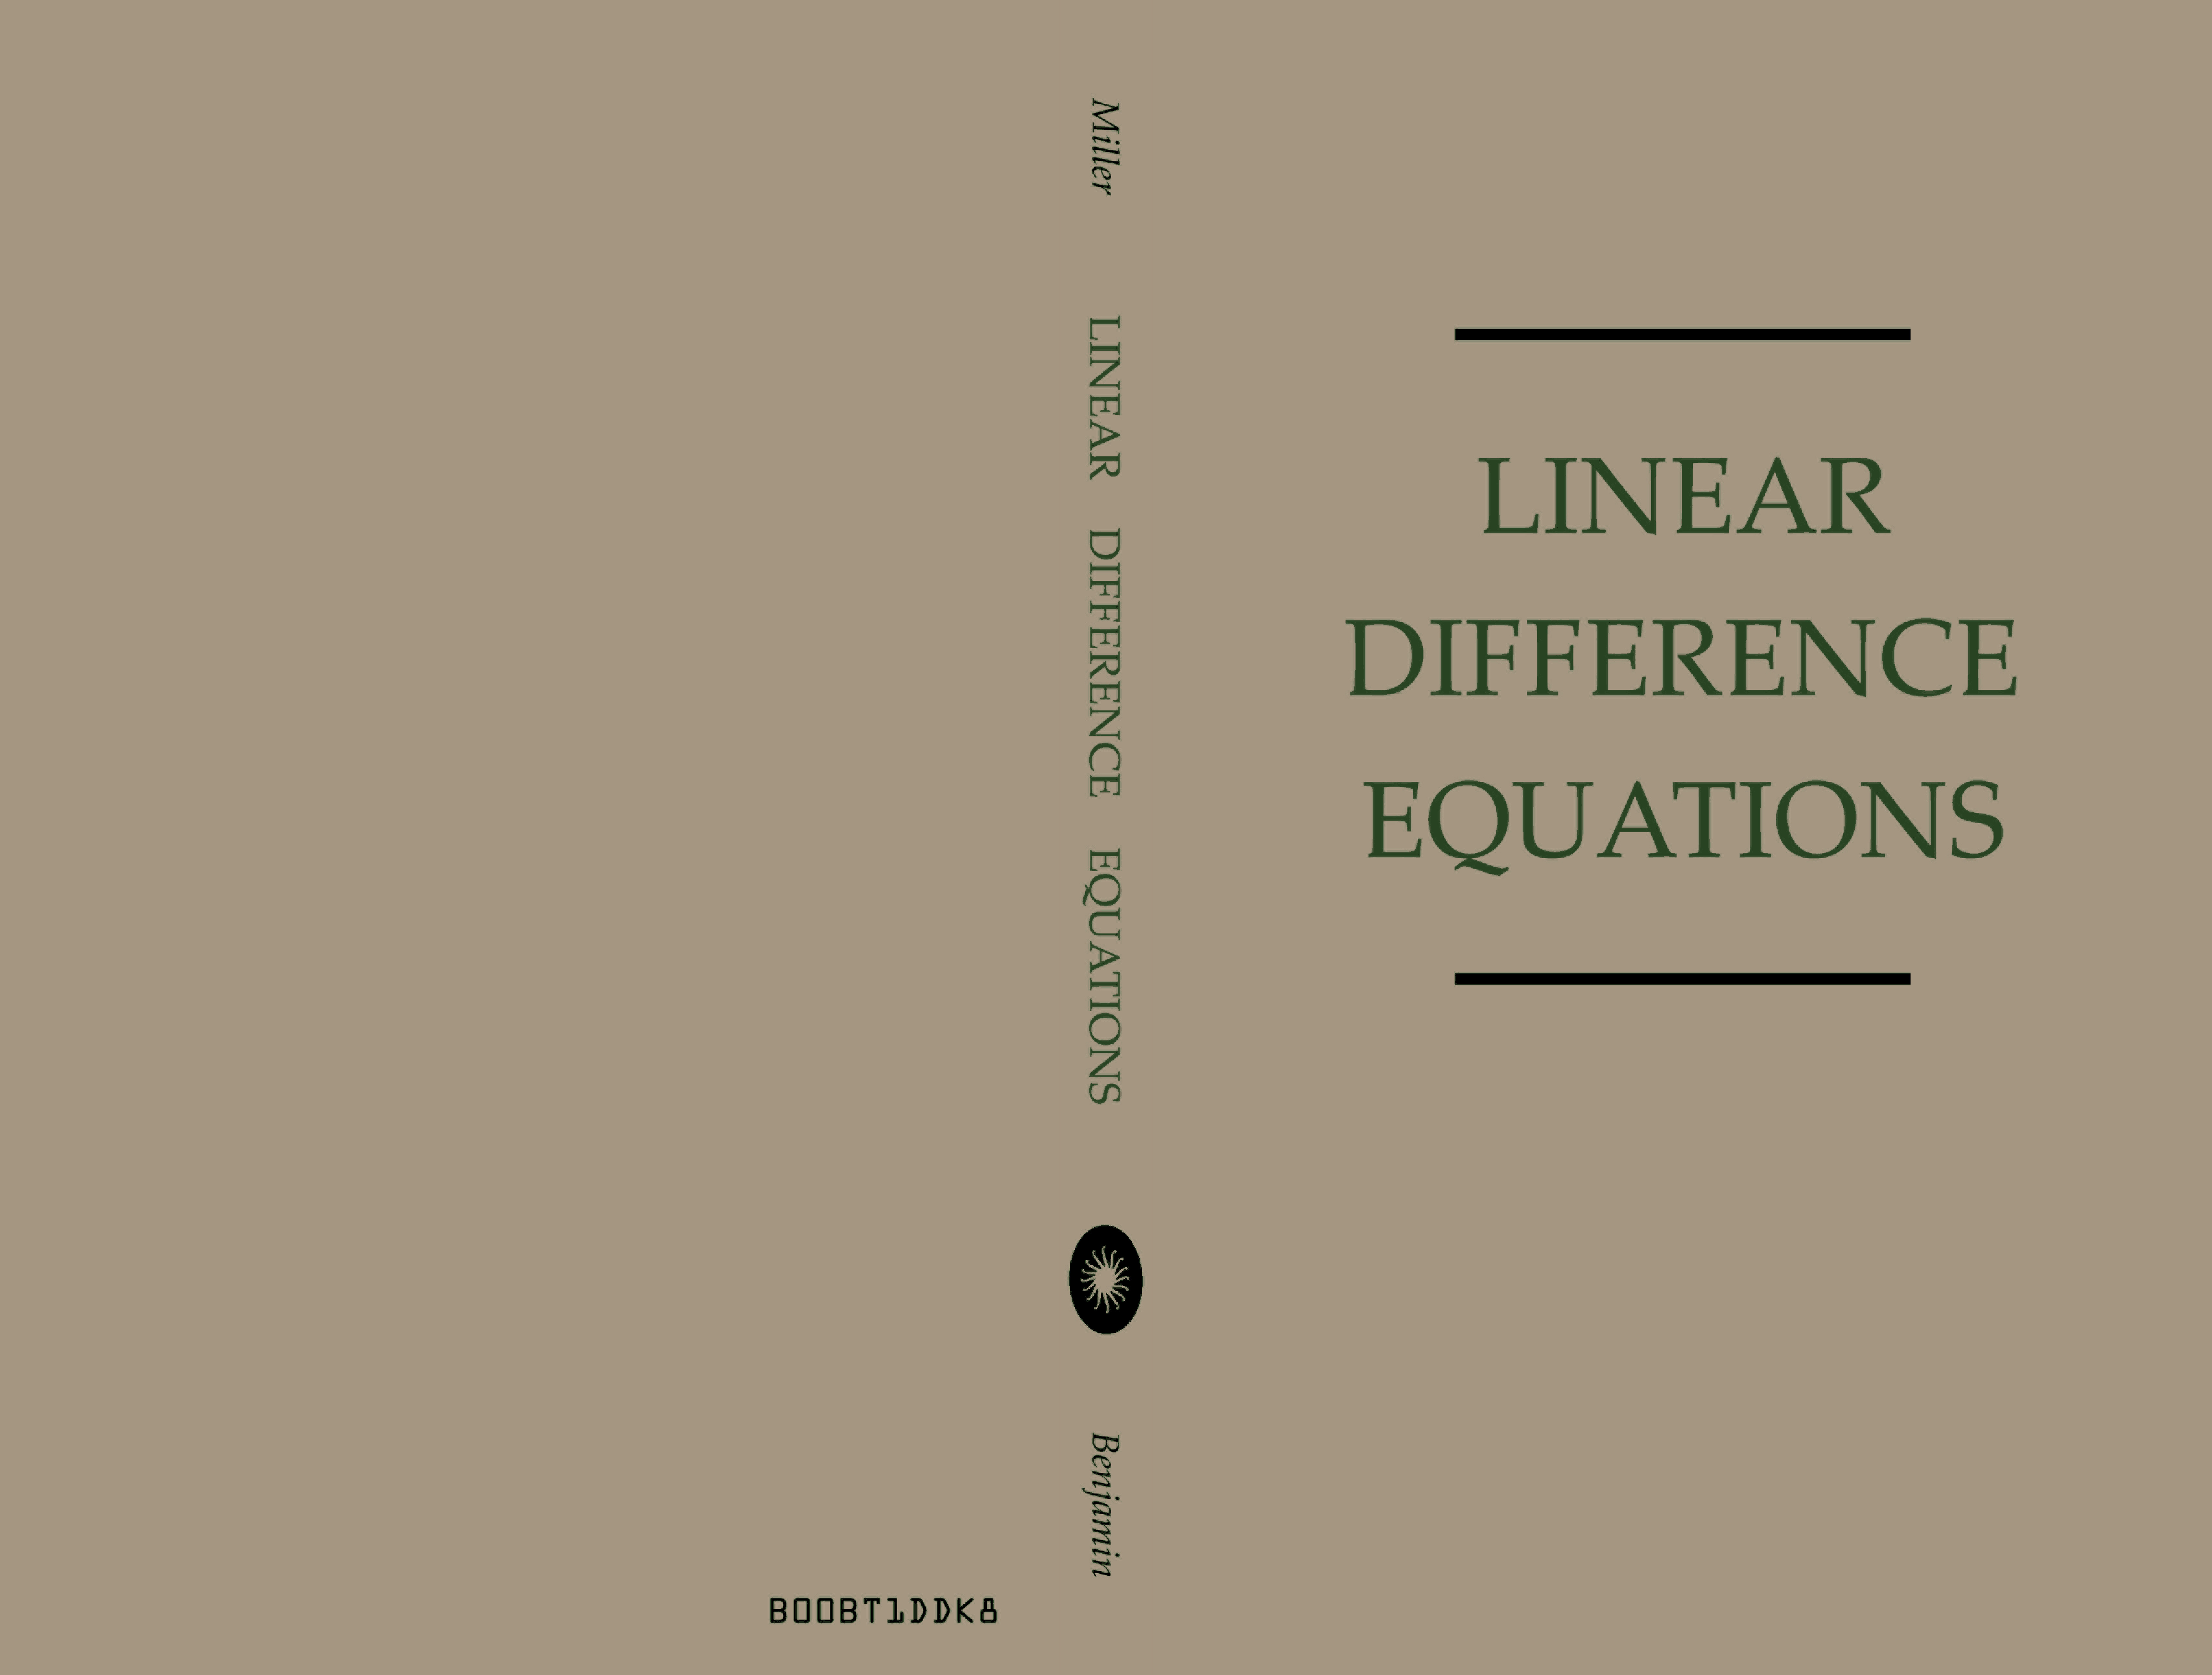 Miller
LINEAR DIFFERENCE EQUATIONS
Benjamin
LINEAR
DIFFERENCE
EQUATIONS
B00BT1DDK8